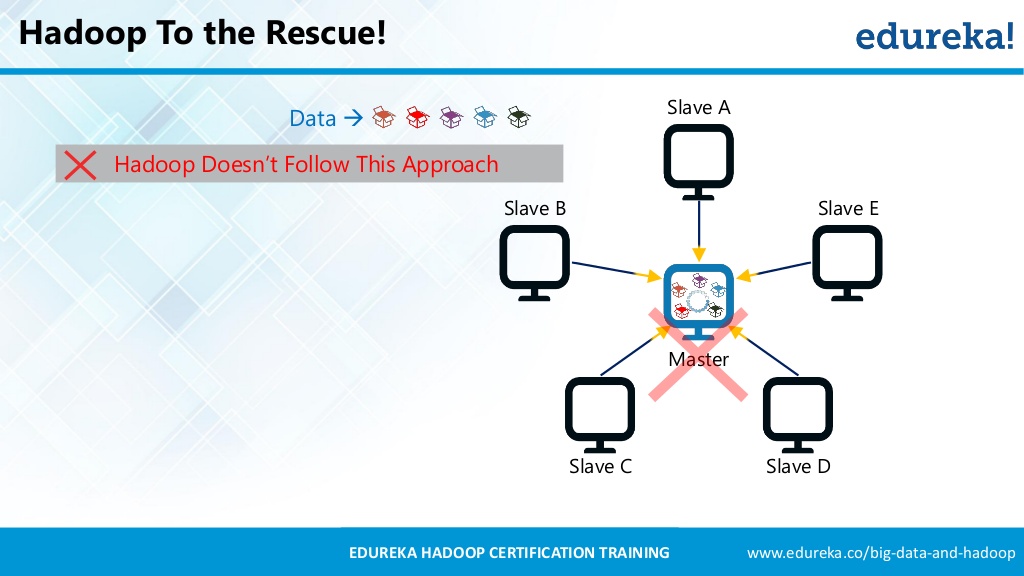 Hadoop To the Rescue!
edureka!
Data →
Hadoop Doesn’t Follow This Approach
Slave A
Slave B
Slave E
Master
Slave C
Slave D
EDUREKA HADOOP CERTIFICATION TRAINING
www.edureka.co/big-data-and-hadoop